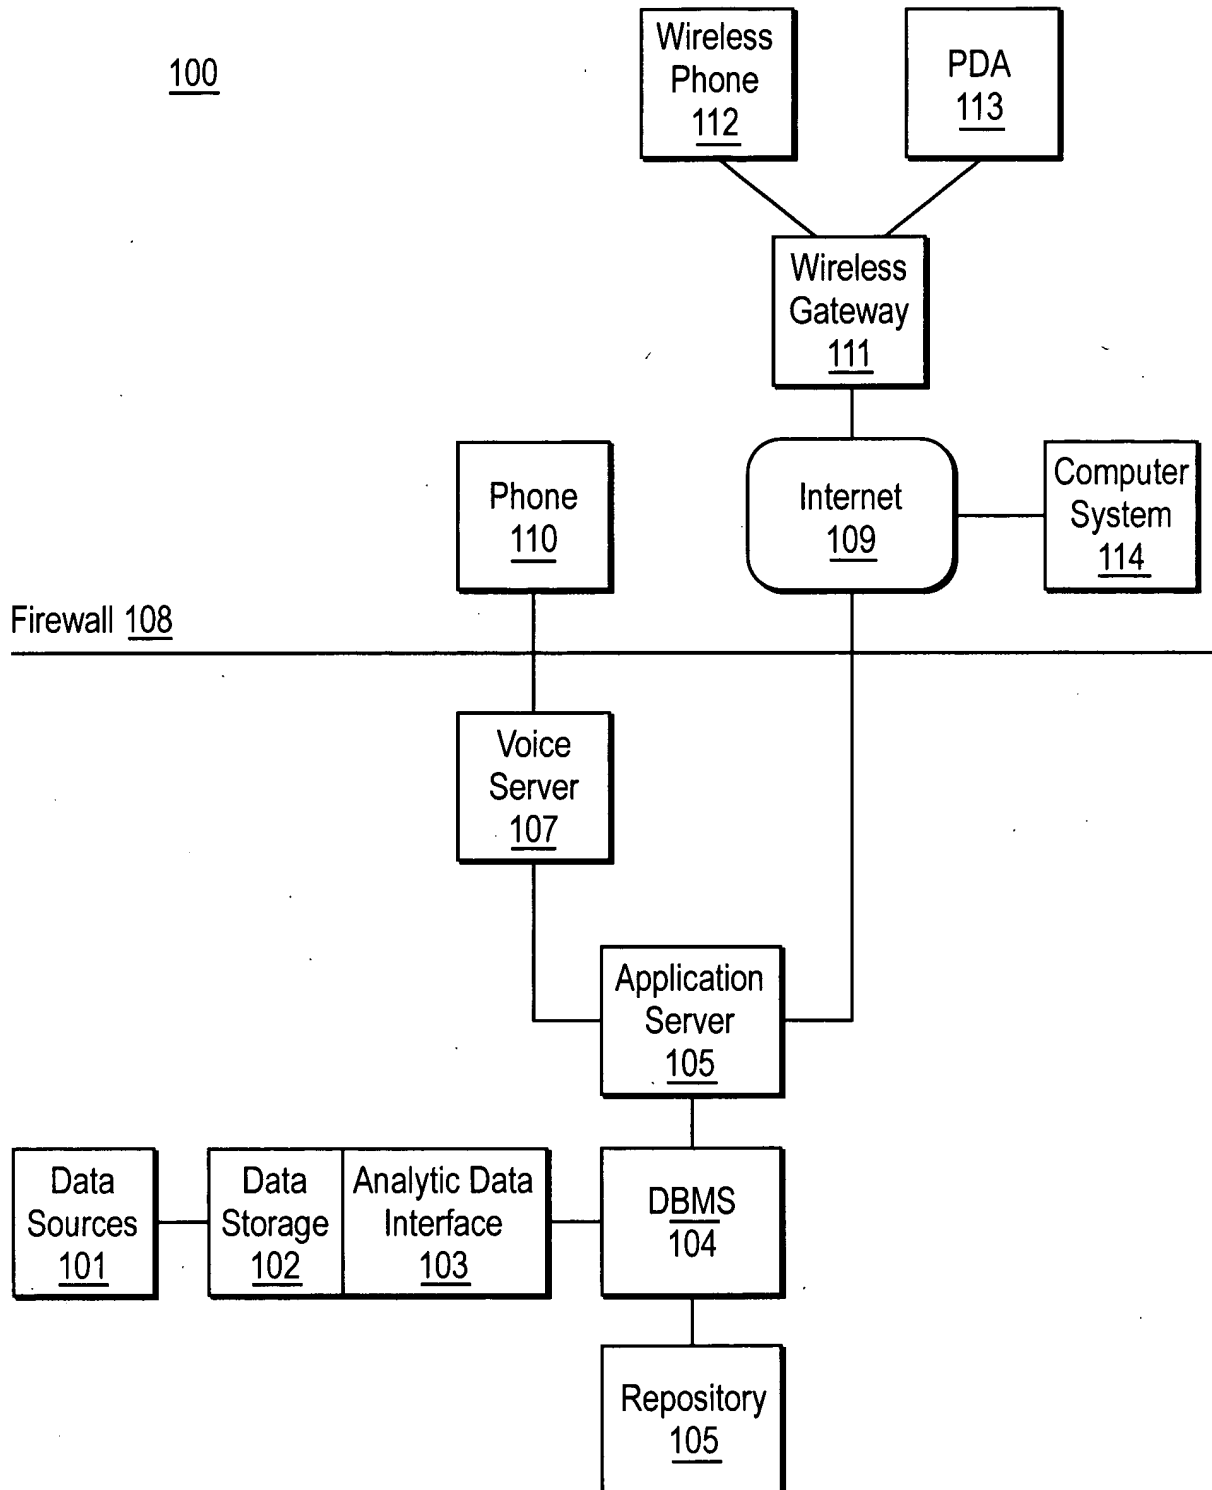 100
Wireless
Phone
112
PDA
113
Wireless
Gateway
111
Phone
110
Internet
109
Computer
System
114
Firewall 108
Voice
Server
107
Application
Server
105
Data
Sources
101
Data
Storage
102
Analytic Data
Interface
103
DBMS
104
Repository
105